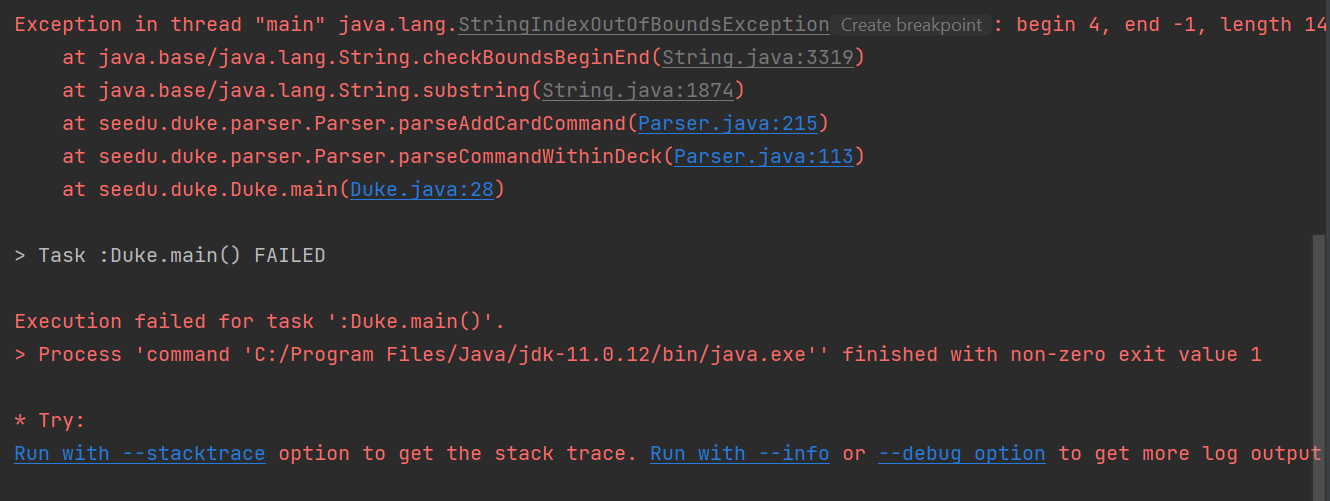 Exception in thread "main" java.lang.StringIndexOutOfBoundsException Create breakpoint : begin 4, end -1, length 14
at java.base/java.lang.String.checkBoundsBeginEnd(String.java:3319)
at java.base/java.lang.String.substring(String.java:1874)
at seedu.duke.parser.Parser.parseAddCardCommand(Parser.java:215)
at seedu.duke.parser.Parser.parseCommandWithinDeck(Parser.java:113)
at seedu.duke.Duke.main(Duke.java:28)
> Task :Duke.main() FAILED
Execution failed for task ':Duke.main()'.
> Process 'command 'C:/Program Files/Java/jdk-11.0.12/bin/java.exe'' finished with non-zero exit value 1
* Try:
Run with --stacktrace option to get the stack trace. Run with --info or --debug option to get more log output